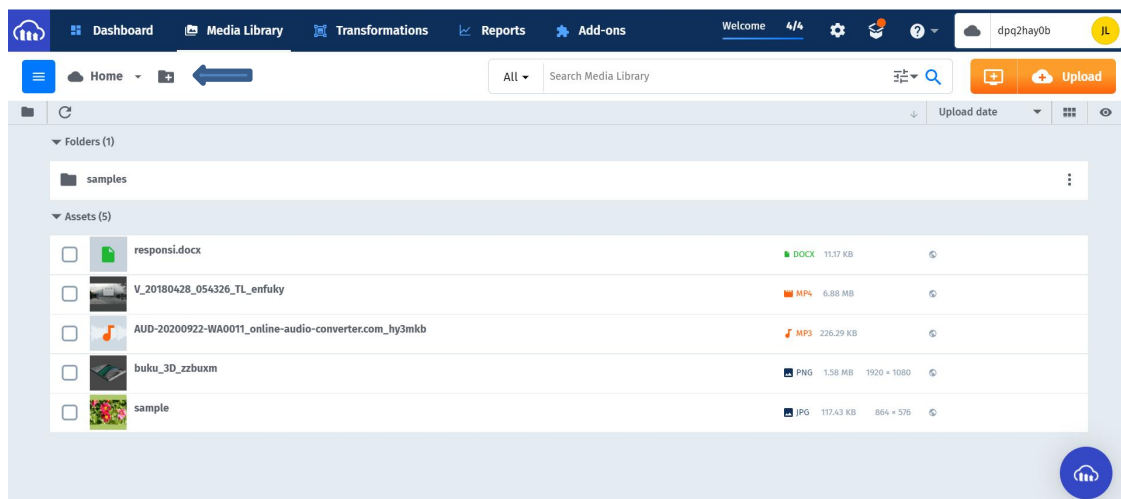 Dashboard Media Library Transformations Reports Add-ons Welcome 4/4 dpq2hay0b JL
Home All Search Media Library Upload
Upload date
Folders (1)
samples
Assets (5)
responsi.docx DOCX 11.17 KB
V_20180428_054326_TL_enfuky MP4 6.88 MB
AUD-20200922-WA0011_online-audio-converter.com_hy3mkb MP3 226.29 KB
buku_3D_zzbuxm PNG 1.58 MB 1920 × 1080
sample JPG 117.43 KB 864 × 576